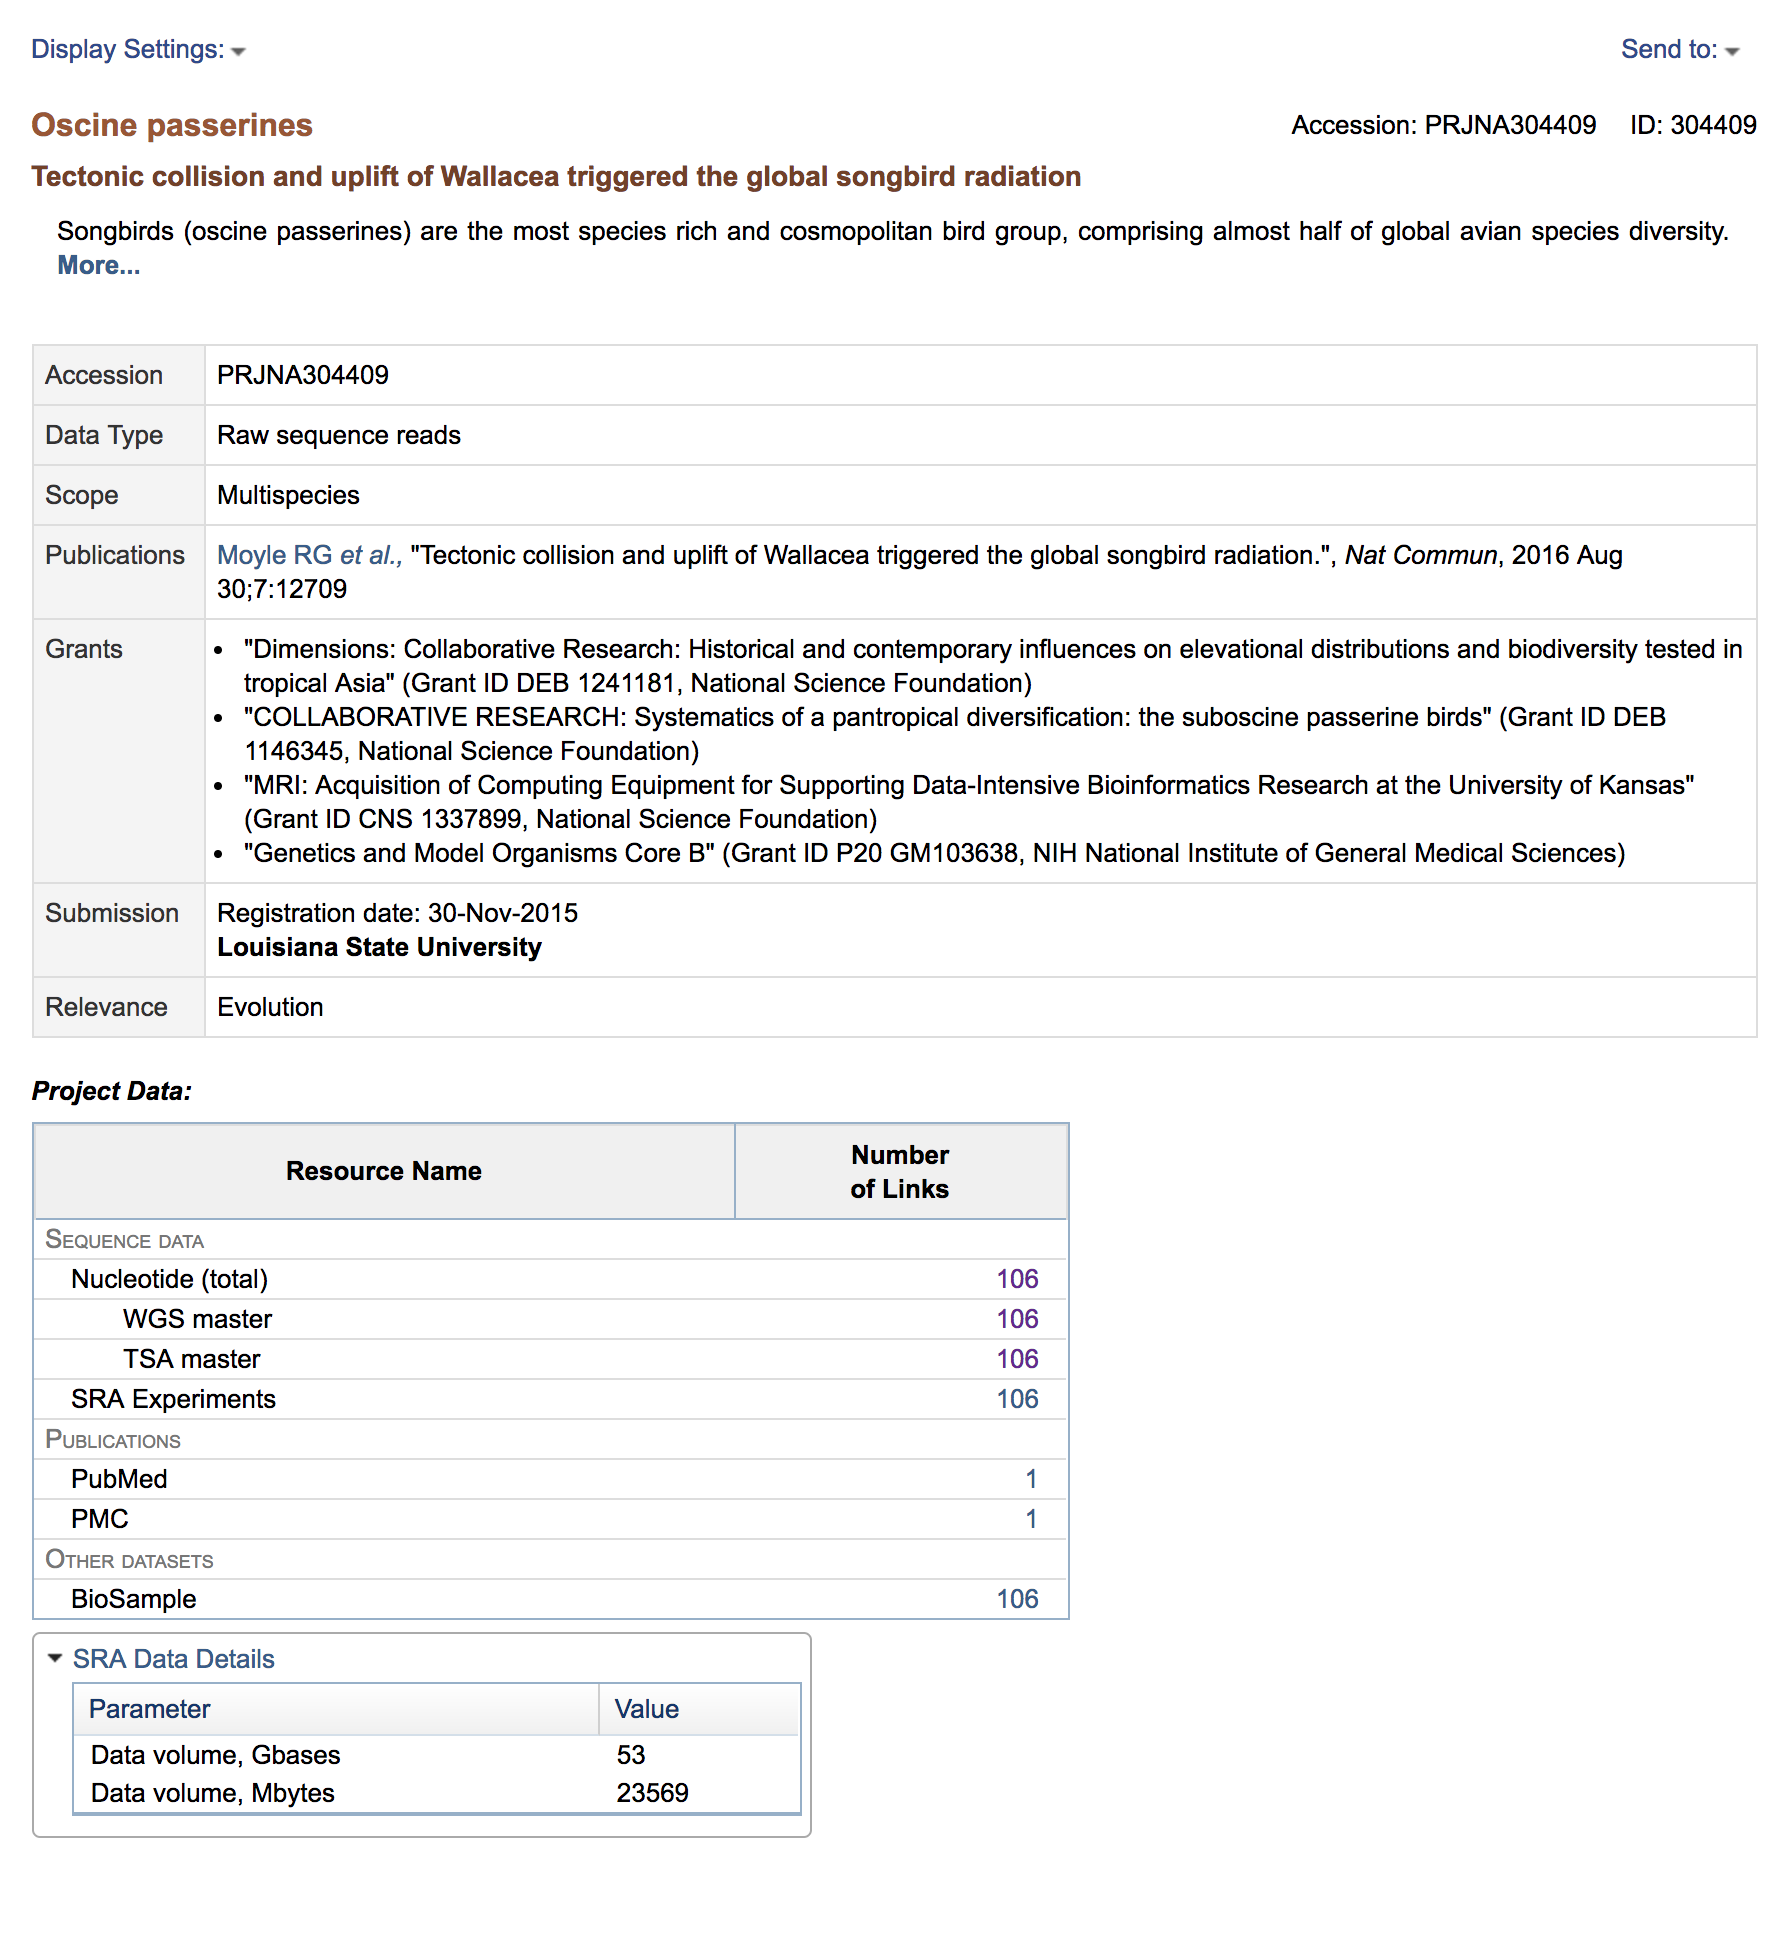 Display Settings:
Send to:
Oscine passerines
Accession: PRJNA304409 ID: 304409
Tectonic collision and uplift of Wallacea triggered the global songbird radiation
Songbirds (oscine passerines) are the most species rich and cosmopolitan bird group, comprising almost half of global avian species diversity.
More...
Accession PRJNA304409
Data Type Raw sequence reads
Scope Multispecies
Publications Moyle RG et al., "Tectonic collision and uplift of Wallacea triggered the global songbird radiation.", Nat Commun, 2016 Aug
30;7:12709
Grants • "Dimensions: Collaborative Research: Historical and contemporary influences on elevational distributions and biodiversity tested in
tropical Asia" (Grant ID DEB 1241181, National Science Foundation)
• "COLLABORATIVE RESEARCH: Systematics of a pantropical diversification: the suboscine passerine birds" (Grant ID DEB
1146345, National Science Foundation)
• "MRI: Acquisition of Computing Equipment for Supporting Data-Intensive Bioinformatics Research at the University of Kansas"
(Grant ID CNS 1337899, National Science Foundation)
• "Genetics and Model Organisms Core B" (Grant ID P20 GM103638, NIH National Institute of General Medical Sciences)
Submission Registration date: 30-Nov-2015
Louisiana State University
Relevance Evolution
Project Data:
Resource Name Number
of Links
SEQUENCE DATA
Nucleotide (total) 106
WGS master 106
TSA master 106
SRA Experiments 106
PUBLICATIONS
PubMed 1
PMC 1
OTHER DATASETS
BioSample 106
SRA Data Details
Parameter Value
Data volume, Gbases 53
Data volume, Mbytes 23569